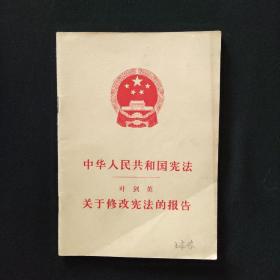 中华人民共和国宪法
叶剑英
关于修改宪法的报告